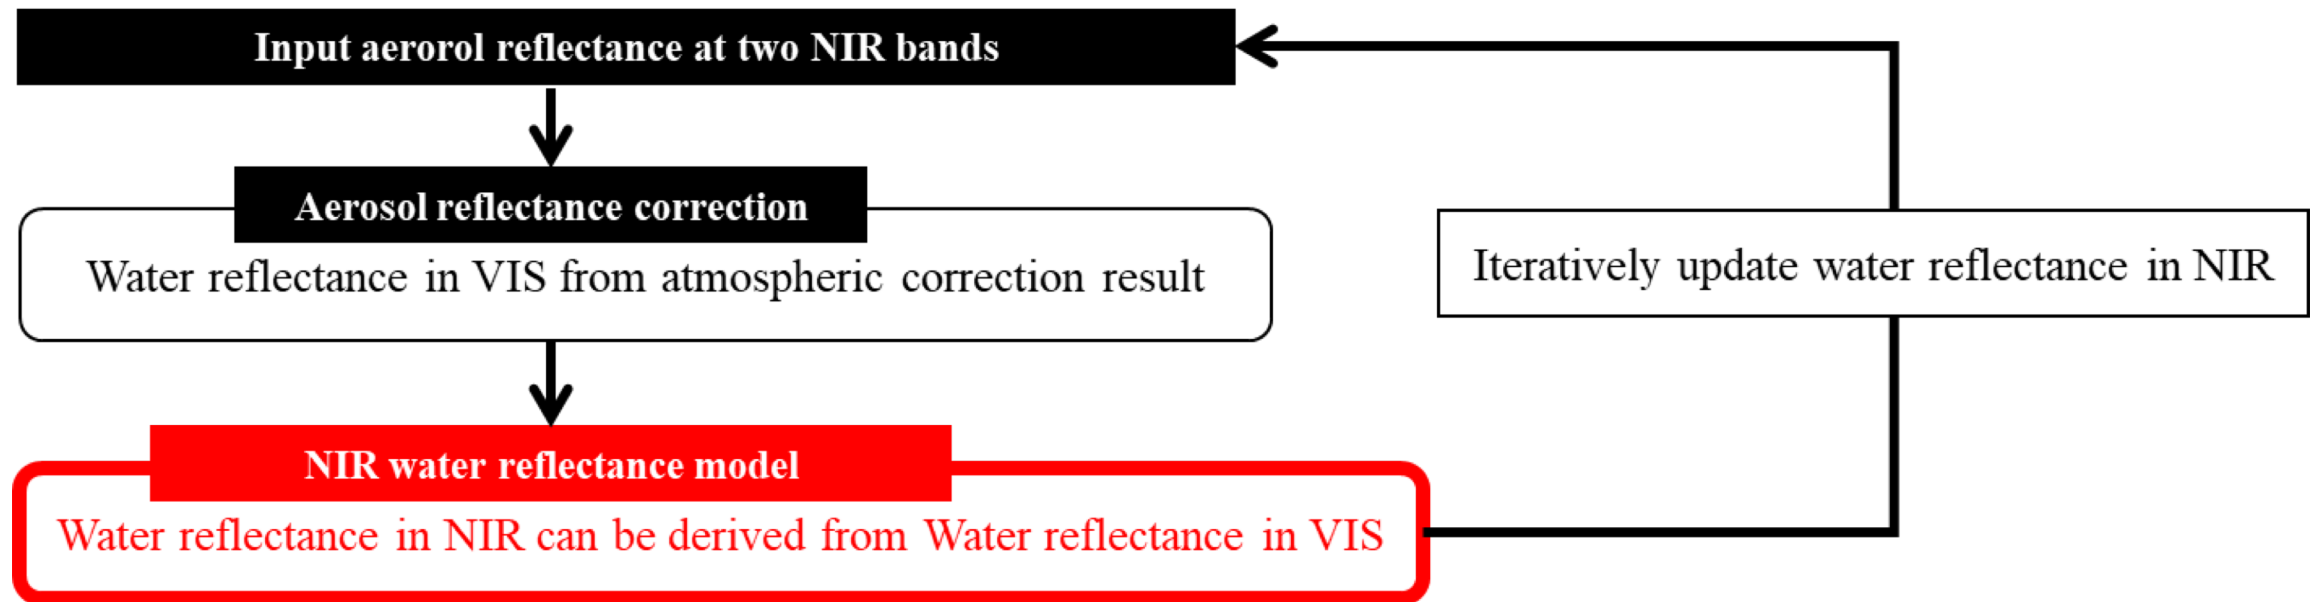 Input aerorol reflectance at two NIR bands
Aerosol reflectance correction
Water reflectance in VIS from atmospheric correction result
Iteratively update water reflectance in NIR
NIR water reflectance model
Water reflectance in NIR can be derived from Water reflectance in VIS